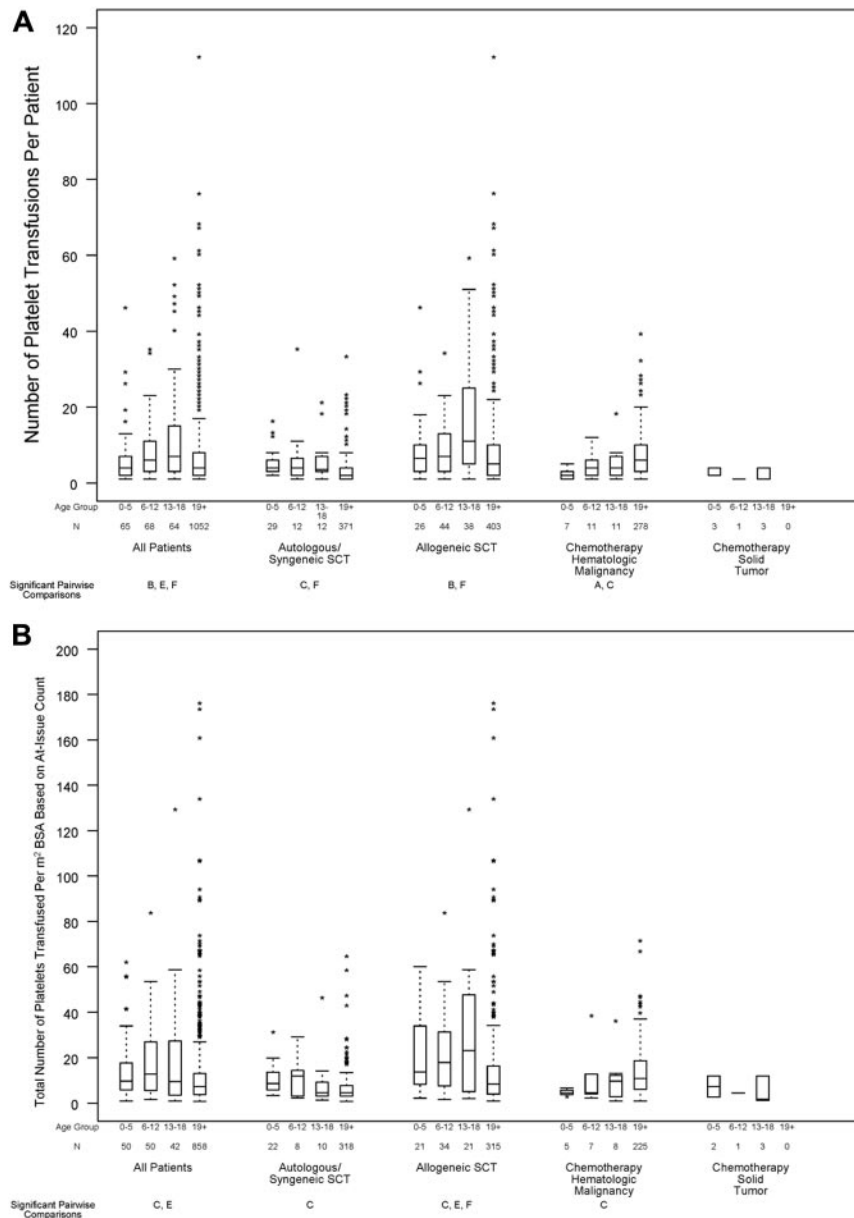 A
Number of Platelet Transfusions Per Patient
120
100
80
60
40
20
0
Age Group 0-5 6-12 13-18 19+ 0-5 6-12 13-18 19+ 0-5 6-12 13-18 19+ 0-5 6-12 13-18 19+ 0-5 6-12 13-18 19+
N 65 68 64 1052 29 12 12 371 26 44 38 403 7 11 11 278 3 1 3 0
All Patients Autologous/ Allogeneic SCT Chemotherapy Chemotherapy
Syngeneic SCT Hematologic Solid
Malignancy Tumor
Significant Pairwise
Comparisons B, E, F C, F B, F A, C
B
Total Number of Platelets Transfused Per m² BSA Based on At-Issue Count
200
180
160
140
120
100
80
60
40
20
0
Age Group 0-5 6-12 13-18 19+ 0-5 6-12 13-18 19+ 0-5 6-12 13-18 19+ 0-5 6-12 13-18 19+ 0-5 6-12 13-18 19+
N 50 50 42 858 22 8 10 318 21 34 21 315 5 7 8 225 2 1 3 0
All Patients Autologous/ Allogeneic SCT Chemotherapy Chemotherapy
Syngeneic SCT Hematologic Solid
Malignancy Tumor
Significant Pairwise
Comparisons C, E C C, E, F C